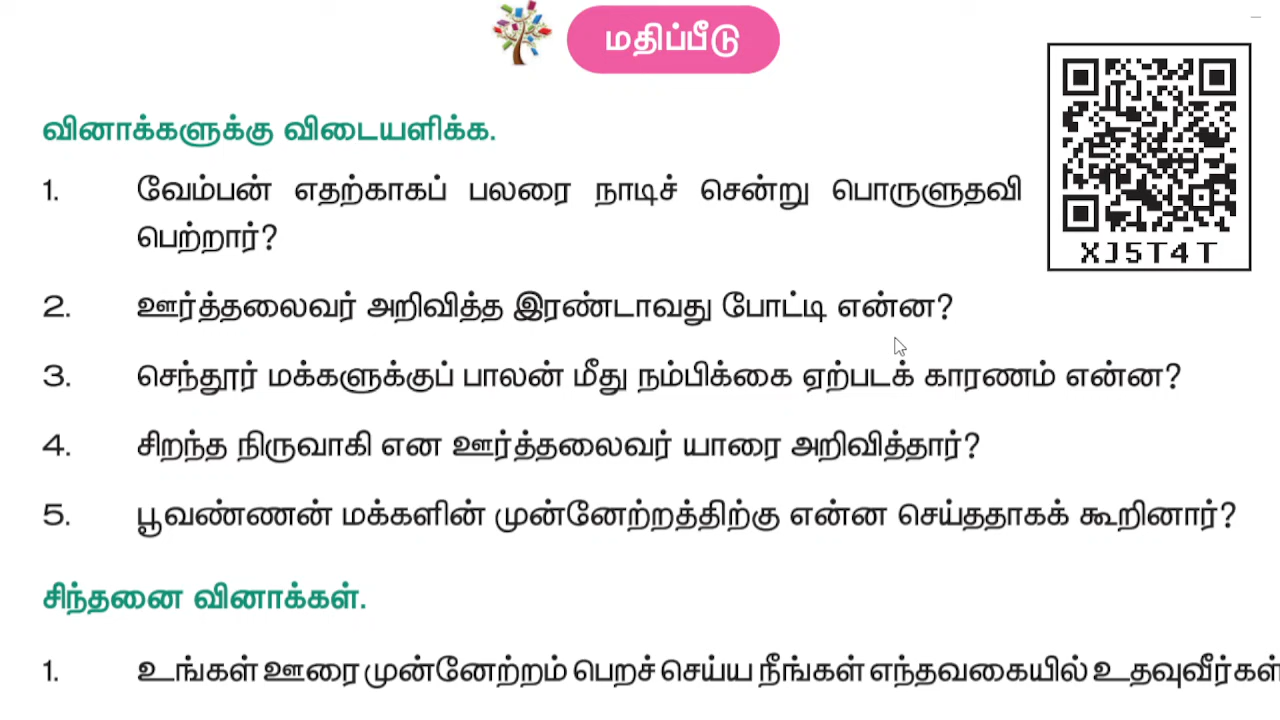 மதிப்பீடு
வினாக்களுக்கு விடையளிக்க.
1. வேம்பன் எதற்காகப் பலரை நாடிச் சென்று பொருளுதவி
பெற்றார்?
XJ5T4T
2. ஊர்த்தலைவர் அறிவித்த இரண்டாவது போட்டி என்ன?
3. செந்தூர் மக்களுக்குப் பாலன் மீது நம்பிக்கை ஏற்படக் காரணம் என்ன?
4. சிறந்த நிருவாகி என ஊர்த்தலைவர் யாரை அறிவித்தார்?
5. பூவண்ணன் மக்களின் முன்னேற்றத்திற்கு என்ன செய்ததாகக் கூறினார்?
சிந்தனை வினாக்கள்.
1. உங்கள் ஊரை முன்னேற்றம் பெறச் செய்ய நீங்கள் எந்தவகையில் உதவுவீர்கள்